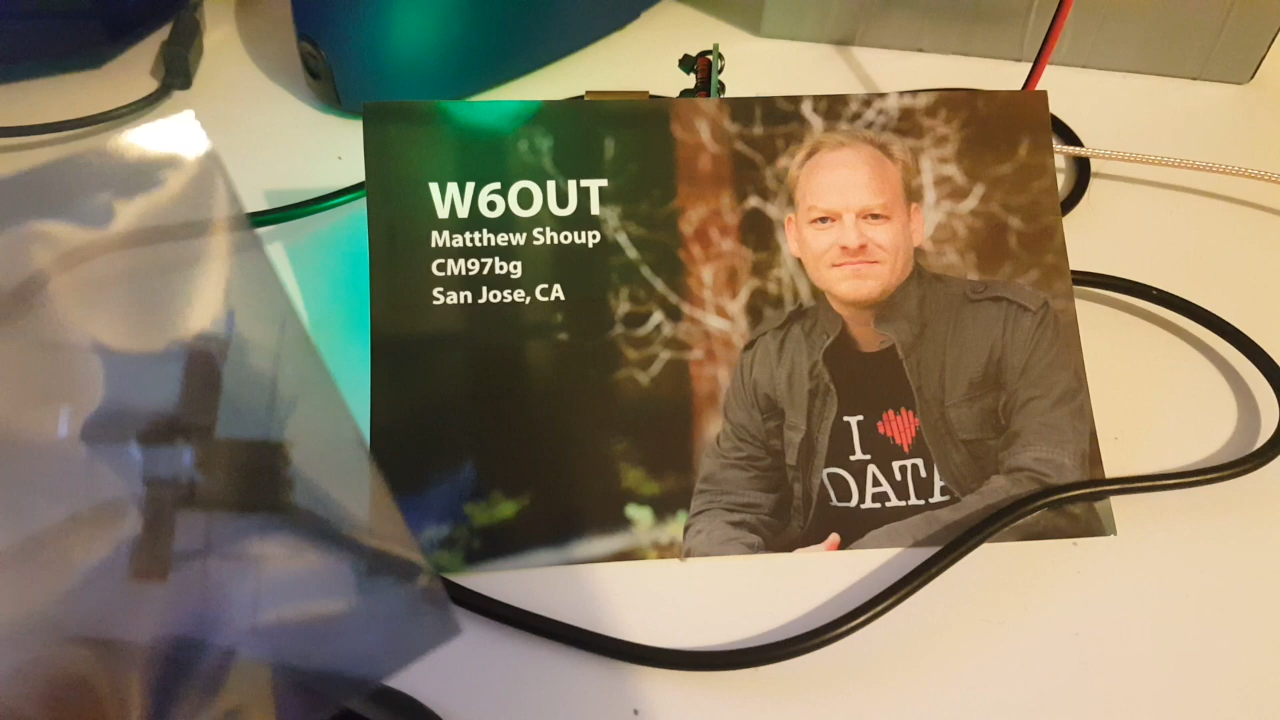 W6OUT
Matthew Shoup
CM97bg
San Jose, CA
I
DATA